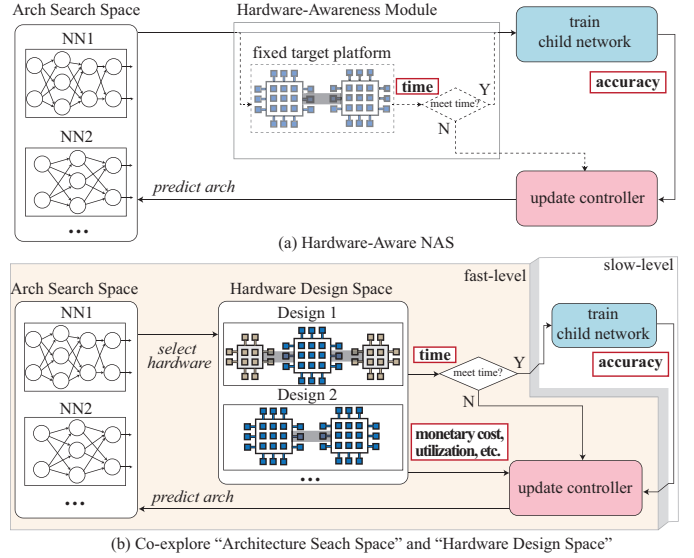 Arch Search Space
NN1
NN2
...
Hardware-Awareness Module
fixed target platform
time
meet time?
Y
N
train
child network
accuracy
update controller
predict arch
(a) Hardware-Aware NAS
fast-level
slow-level
Arch Search Space
NN1
NN2
...
select
hardware
Hardware Design Space
Design 1
Design 2
...
time
meet time?
Y
N
train
child network
accuracy
monetary cost,
utilization, etc.
update controller
predict arch
(b) Co-explore “Architecture Seach Space” and “Hardware Design Space”